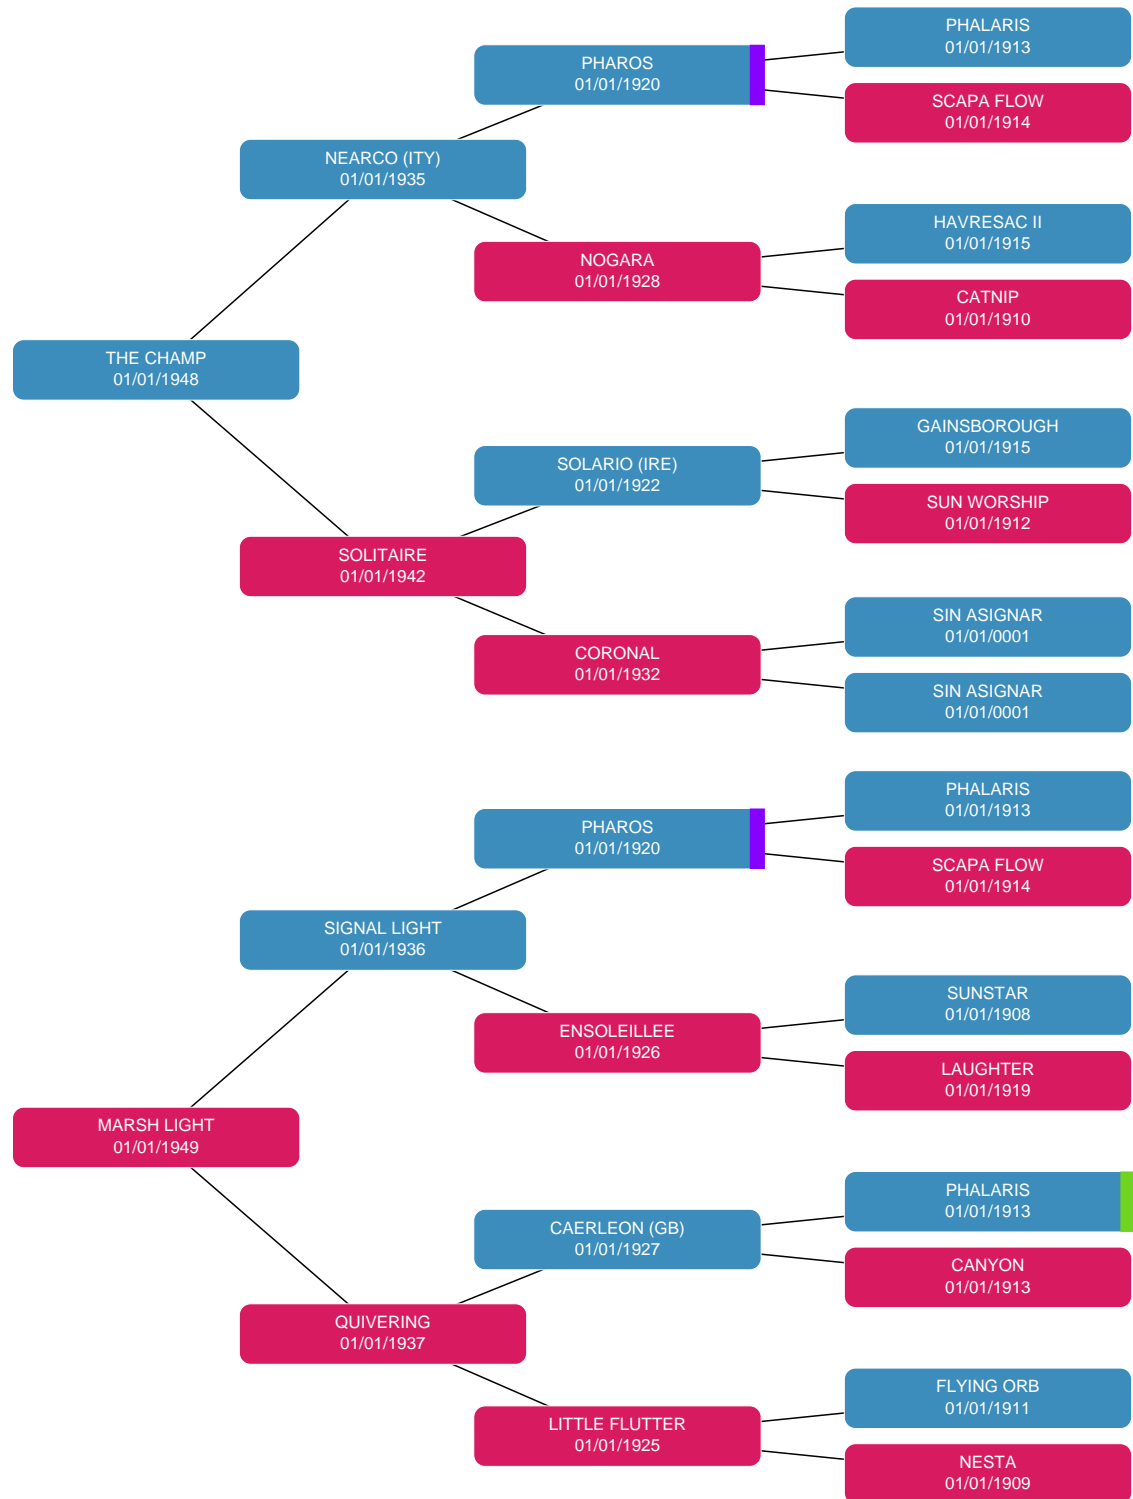 PHALARIS
01/01/1913
PHAROS
01/01/1920
SCAPA FLOW
01/01/1914
NEARCO (ITY)
01/01/1935
HAVRESAC II
01/01/1915
NOGARA
01/01/1928
CATNIP
01/01/1910
THE CHAMP
01/01/1948
GAINSBOROUGH
01/01/1915
SOLARIO (IRE)
01/01/1922
SUN WORSHIP
01/01/1912
SOLITAIRE
01/01/1942
SIN ASIGNAR
01/01/0001
CORONAL
01/01/1932
SIN ASIGNAR
01/01/0001
PHALARIS
01/01/1913
PHAROS
01/01/1920
SCAPA FLOW
01/01/1914
SIGNAL LIGHT
01/01/1936
SUNSTAR
01/01/1908
ENSOLEILLEE
01/01/1926
LAUGHTER
01/01/1919
MARSH LIGHT
01/01/1949
PHALARIS
01/01/1913
CAERLEON (GB)
01/01/1927
CANYON
01/01/1913
QUIVERING
01/01/1937
FLYING ORB
01/01/1911
LITTLE FLUTTER
01/01/1925
NESTA
01/01/1909